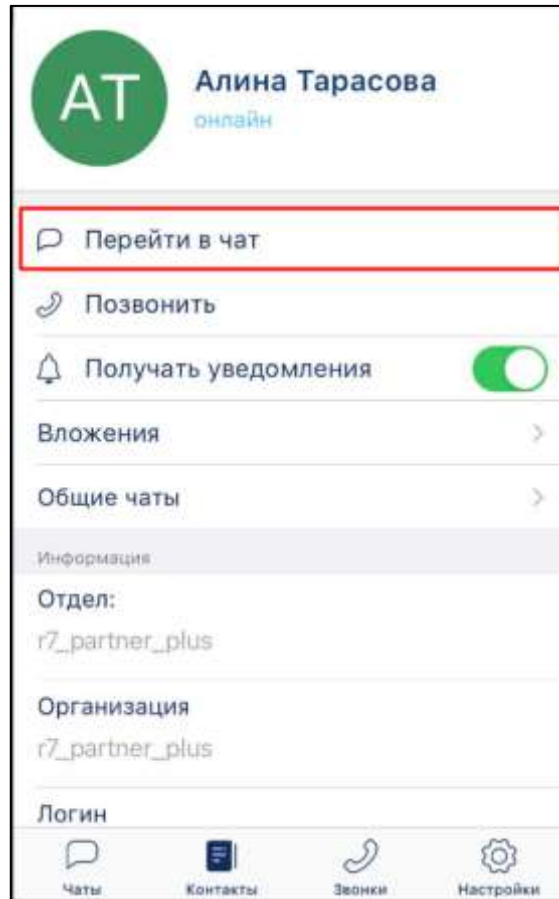 АТ
Алина Тарасова
онлайн
Перейти в чат
Позвонить
Получать уведомления
Вложения
Общие чаты
Информация
Отдел:
r7_partner_plus
Организация
r7_partner_plus
Логин
Чаты Контакты Звонки Настройки